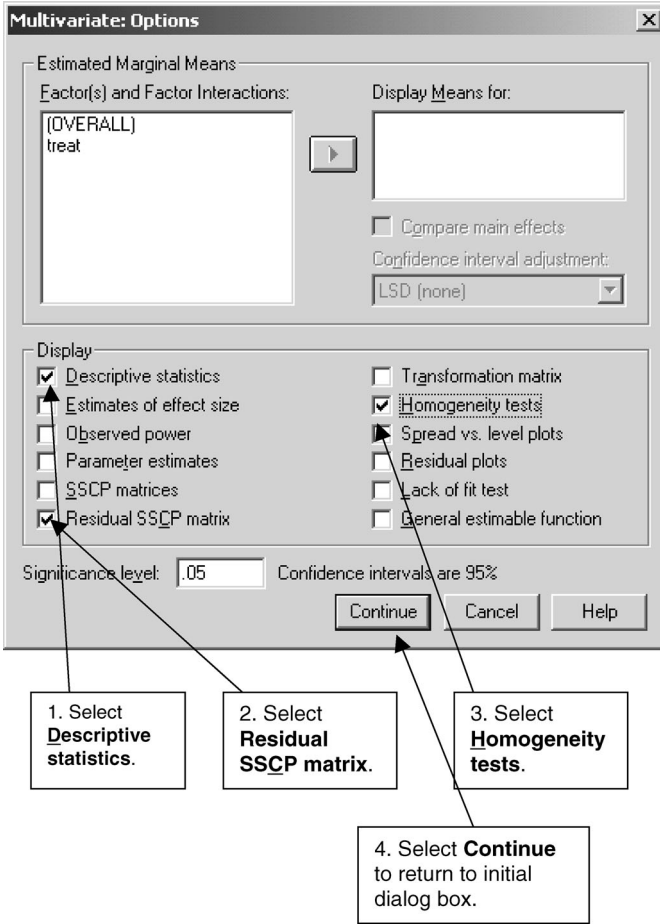 Multivariate: Options
Estimated Marginal Means
Factor(s) and Factor Interactions:
(OVERALL)
treat
Display Means for:
Compare main effects
Confidence interval adjustment:
LSD (none)
Display
Descriptive statistics
Estimates of effect size
Observed power
Parameter estimates
SSCP matrices
Residual SSCP matrix
Transformation matrix
Homogeneity tests
Spread vs. level plots
Residual plots
Lack of fit test
General estimable function
Significance level: .05 Confidence intervals are 95%
Continue Cancel Help
1. Select
Descriptive
statistics.
2. Select
Residual
SSCP matrix.
3. Select
Homogeneity
tests.
4. Select Continue
to return to initial
dialog box.